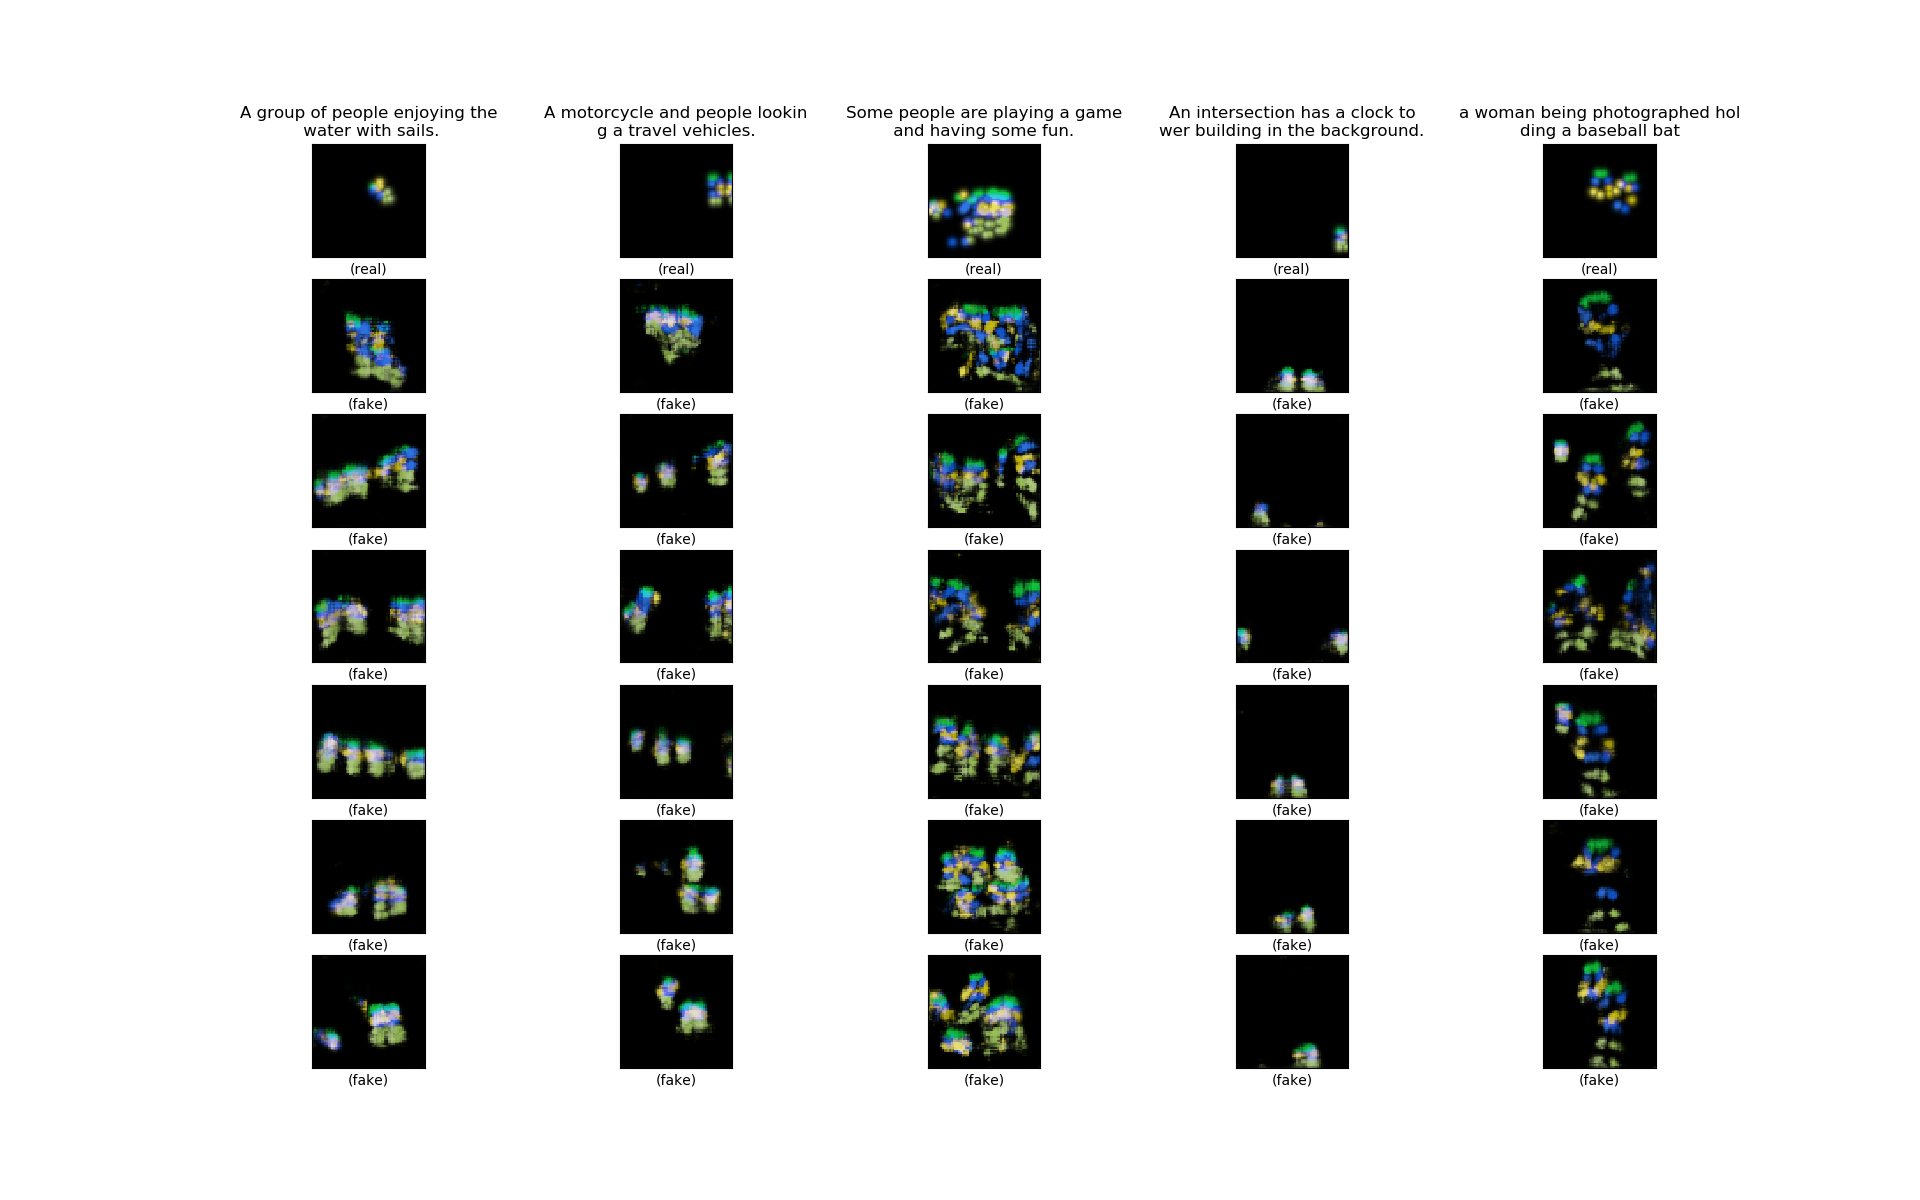 A group of people enjoying the
water with sails.
A motorcycle and people lookin
g a travel vehicles.
Some people are playing a game
and having some fun.
An intersection has a clock to
wer building in the background.
a woman being photographed hol
ding a baseball bat
(real) (real) (real) (real) (real)
(fake) (fake) (fake) (fake) (fake)
(fake) (fake) (fake) (fake) (fake)
(fake) (fake) (fake) (fake) (fake)
(fake) (fake) (fake) (fake) (fake)
(fake) (fake) (fake) (fake) (fake)
(fake) (fake) (fake) (fake) (fake)